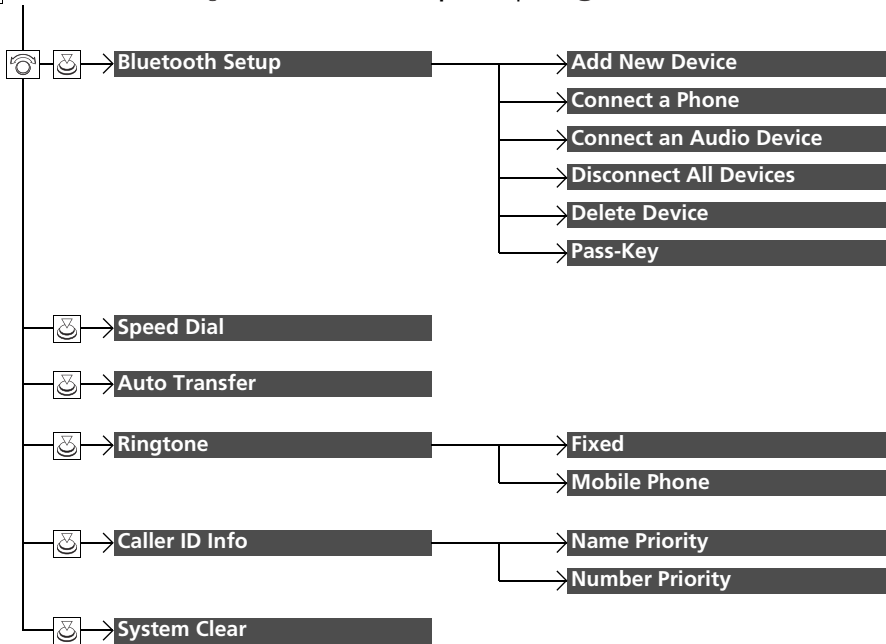 Bluetooth Setup
Add New Device
Connect a Phone
Connect an Audio Device
Disconnect All Devices
Delete Device
Pass-Key
Speed Dial
Auto Transfer
Ringtone
Fixed
Mobile Phone
Caller ID Info
Name Priority
Number Priority
System Clear